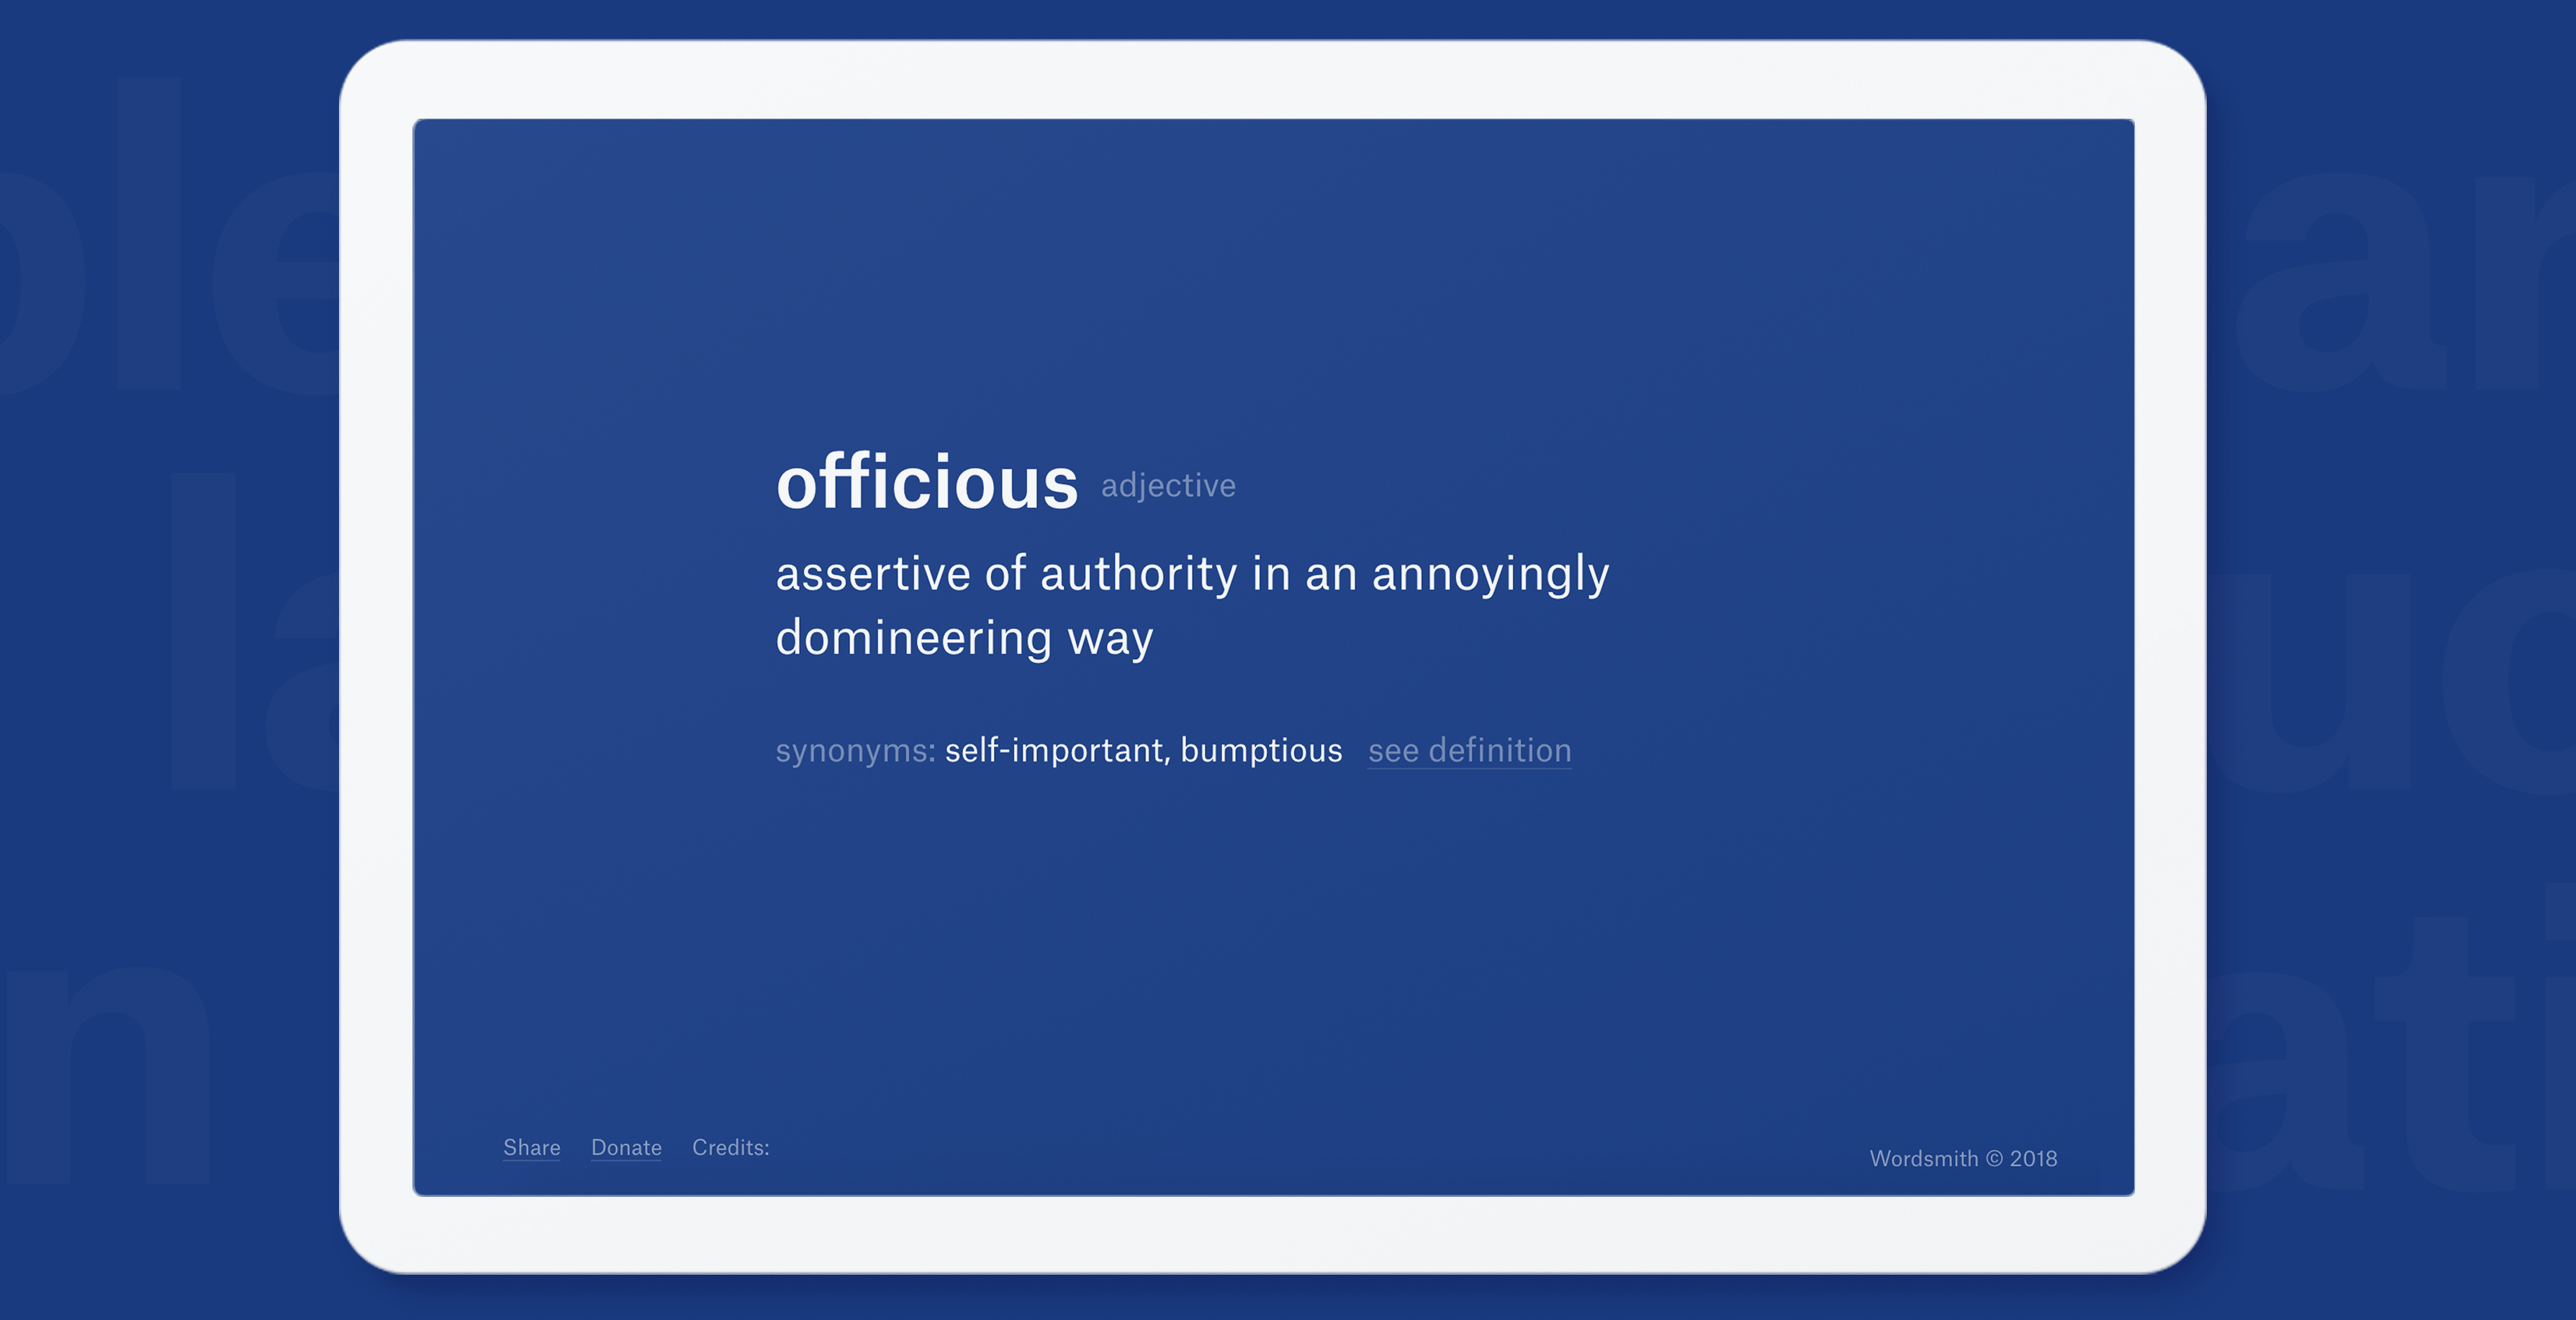 officious adjective
assertive of authority in an annoyingly
domineering way
synonyms: self-important, bumptious see definition
Share Donate Credits:
Wordsmith © 2018